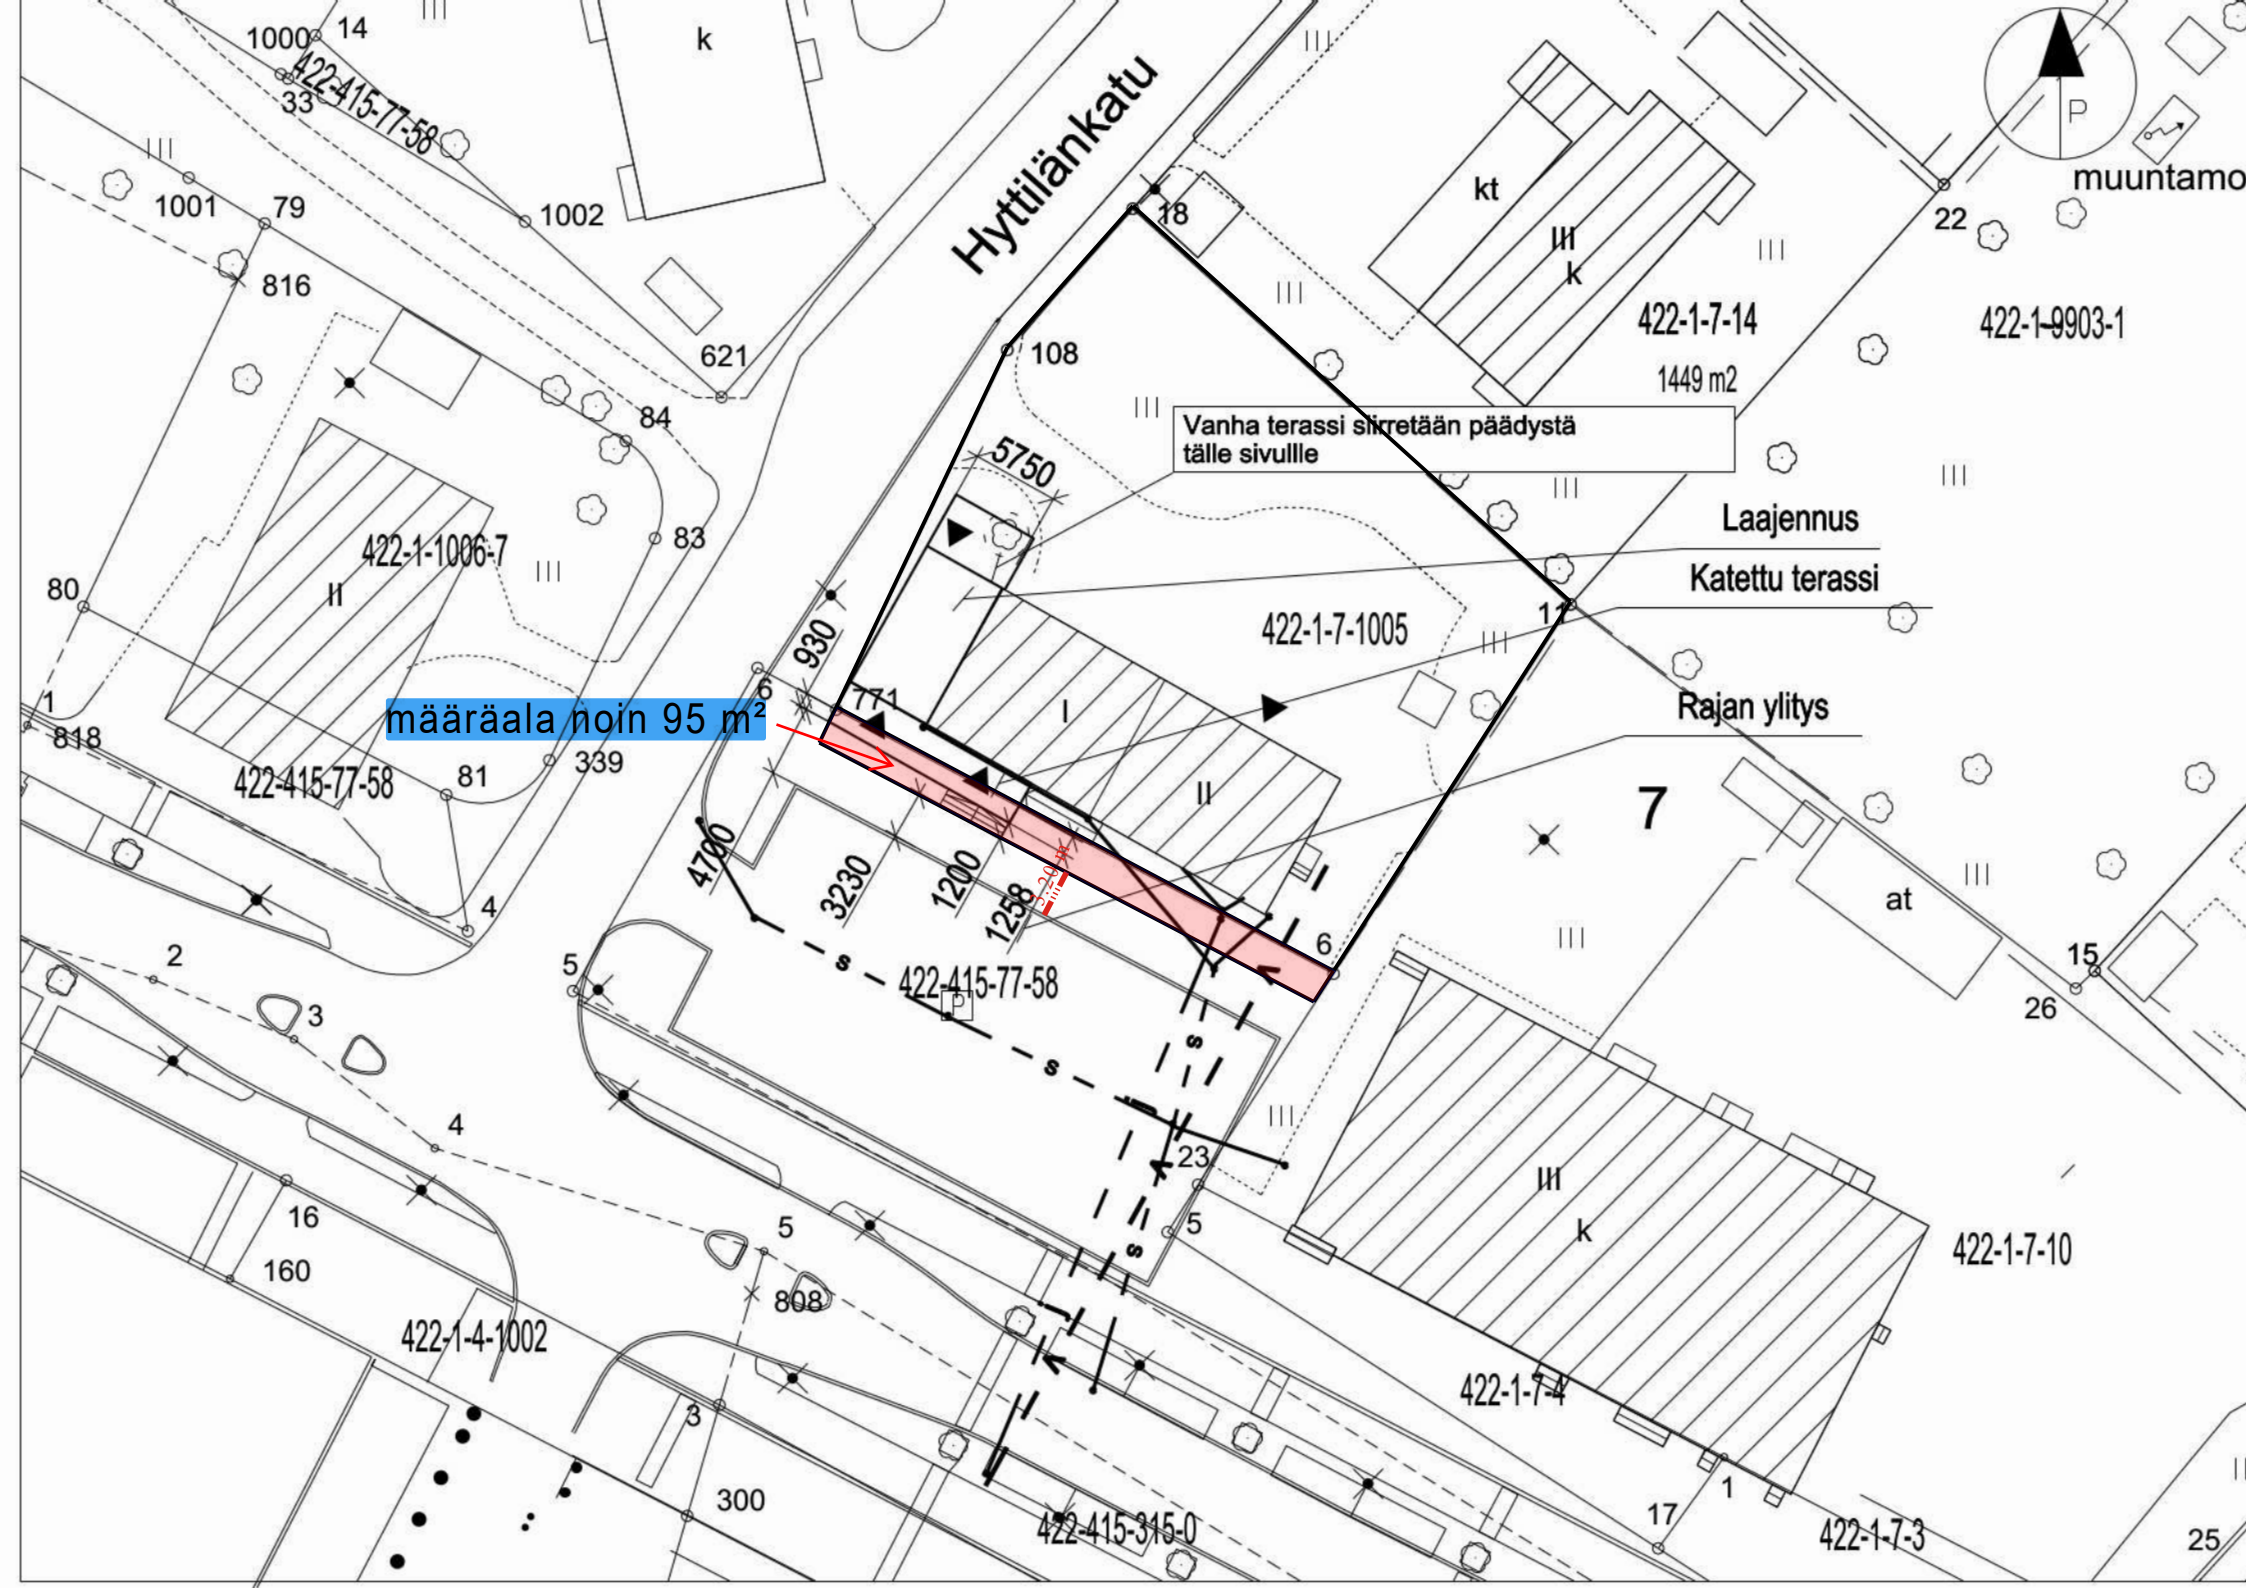 14
1000
k
422-415-77-58
33
Hyttilänkatu
P
muuntamo
1001
79
1002
18
kt
III
k
22
816
422-1-7-14
422-1-9903-1
621
108
1449 m2
84
Vanha terassi siirretään päädystä
tälle sivullle
5750
Laajennus
83
422-1-1006-7
Katettu terassi
80
II
11
422-1-7-1005
930
6
771
1
määräala noin 95 m²
I
Rajan ylitys
818
339
422-415-77-58
81
II
7
4700
3230
1200
1258
3.20 m
at
4
6
2
5
s
422-415-77-58
P
15
26
3
s
s
4
23
III
16
5
5
k
s
422-1-7-10
160
808
422-1-4-1002
422-1-7-4
3
300
1
17
422-415-315-0
422-1-7-3
25